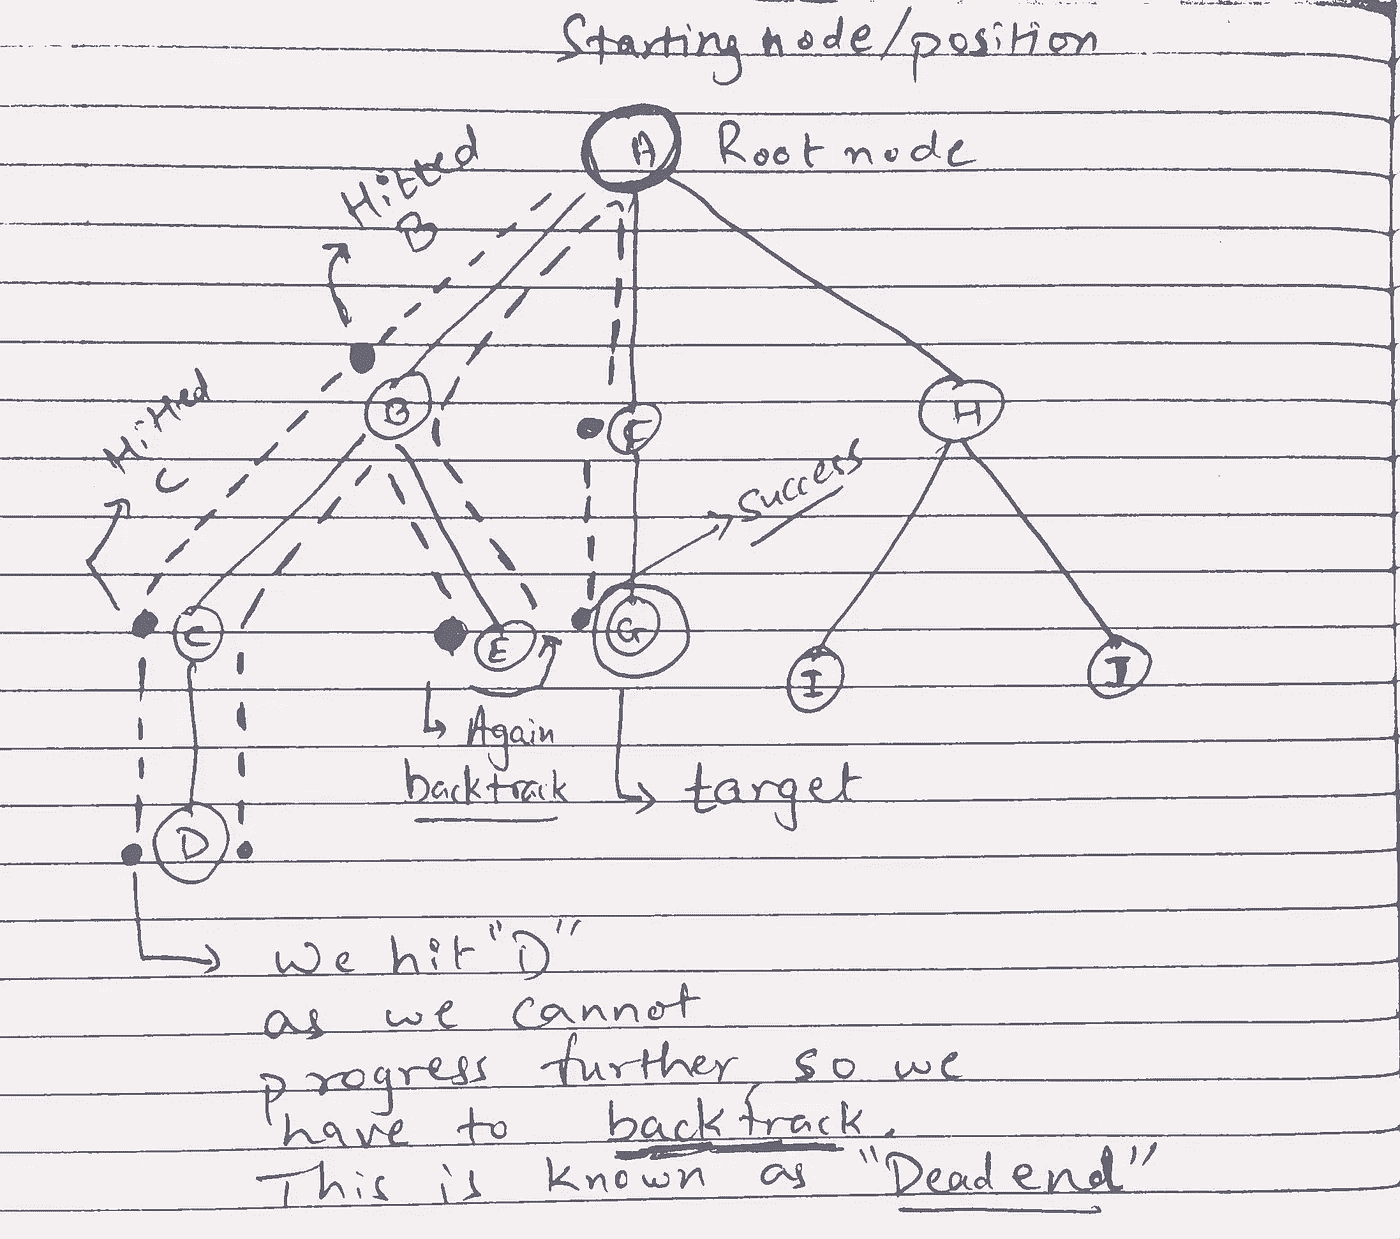 Starting node/position
A Root node
Hitted
B
B
Hitted
C
F
H
Success
C
E
G
I
J
Again
backtrack
target
D
We hit "D"
as we cannot
progress further, so we
have to backtrack.
This is known as "Dead end"